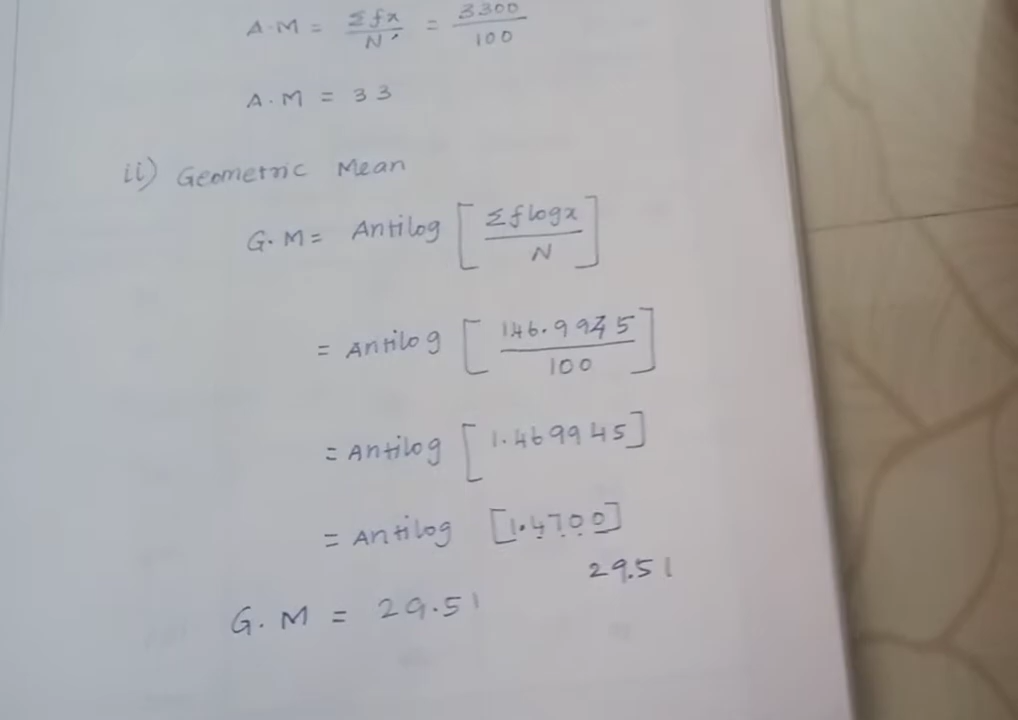 A.M = Σfx / N = 3300 / 100
A.M = 33
ii) Geometric Mean
G.M = Antilog [Σf logx / N]
= Antilog [146.9945 / 100]
= Antilog [1.469945]
= Antilog [1.4700]
29.51
G.M = 29.51